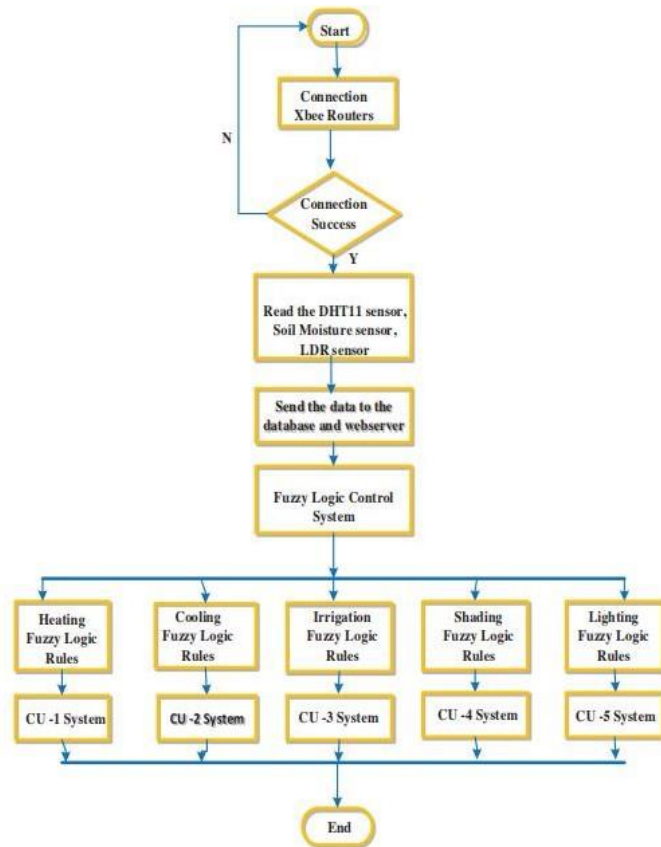 Start
Connection
Xbee Routers
N
Connection
Success
Y
Read the DHT11 sensor,
Soil Moisture sensor,
LDR sensor
Send the data to the
database and webserver
Fuzzy Logic Control
System
Heating
Fuzzy Logic
Rules
Cooling
Fuzzy Logic
Rules
Irrigation
Fuzzy Logic
Rules
Shading
Fuzzy Logic
Rules
Lighting
Fuzzy Logic
Rules
CU -1 System
CU -2 System
CU -3 System
CU -4 System
CU -5 System
End